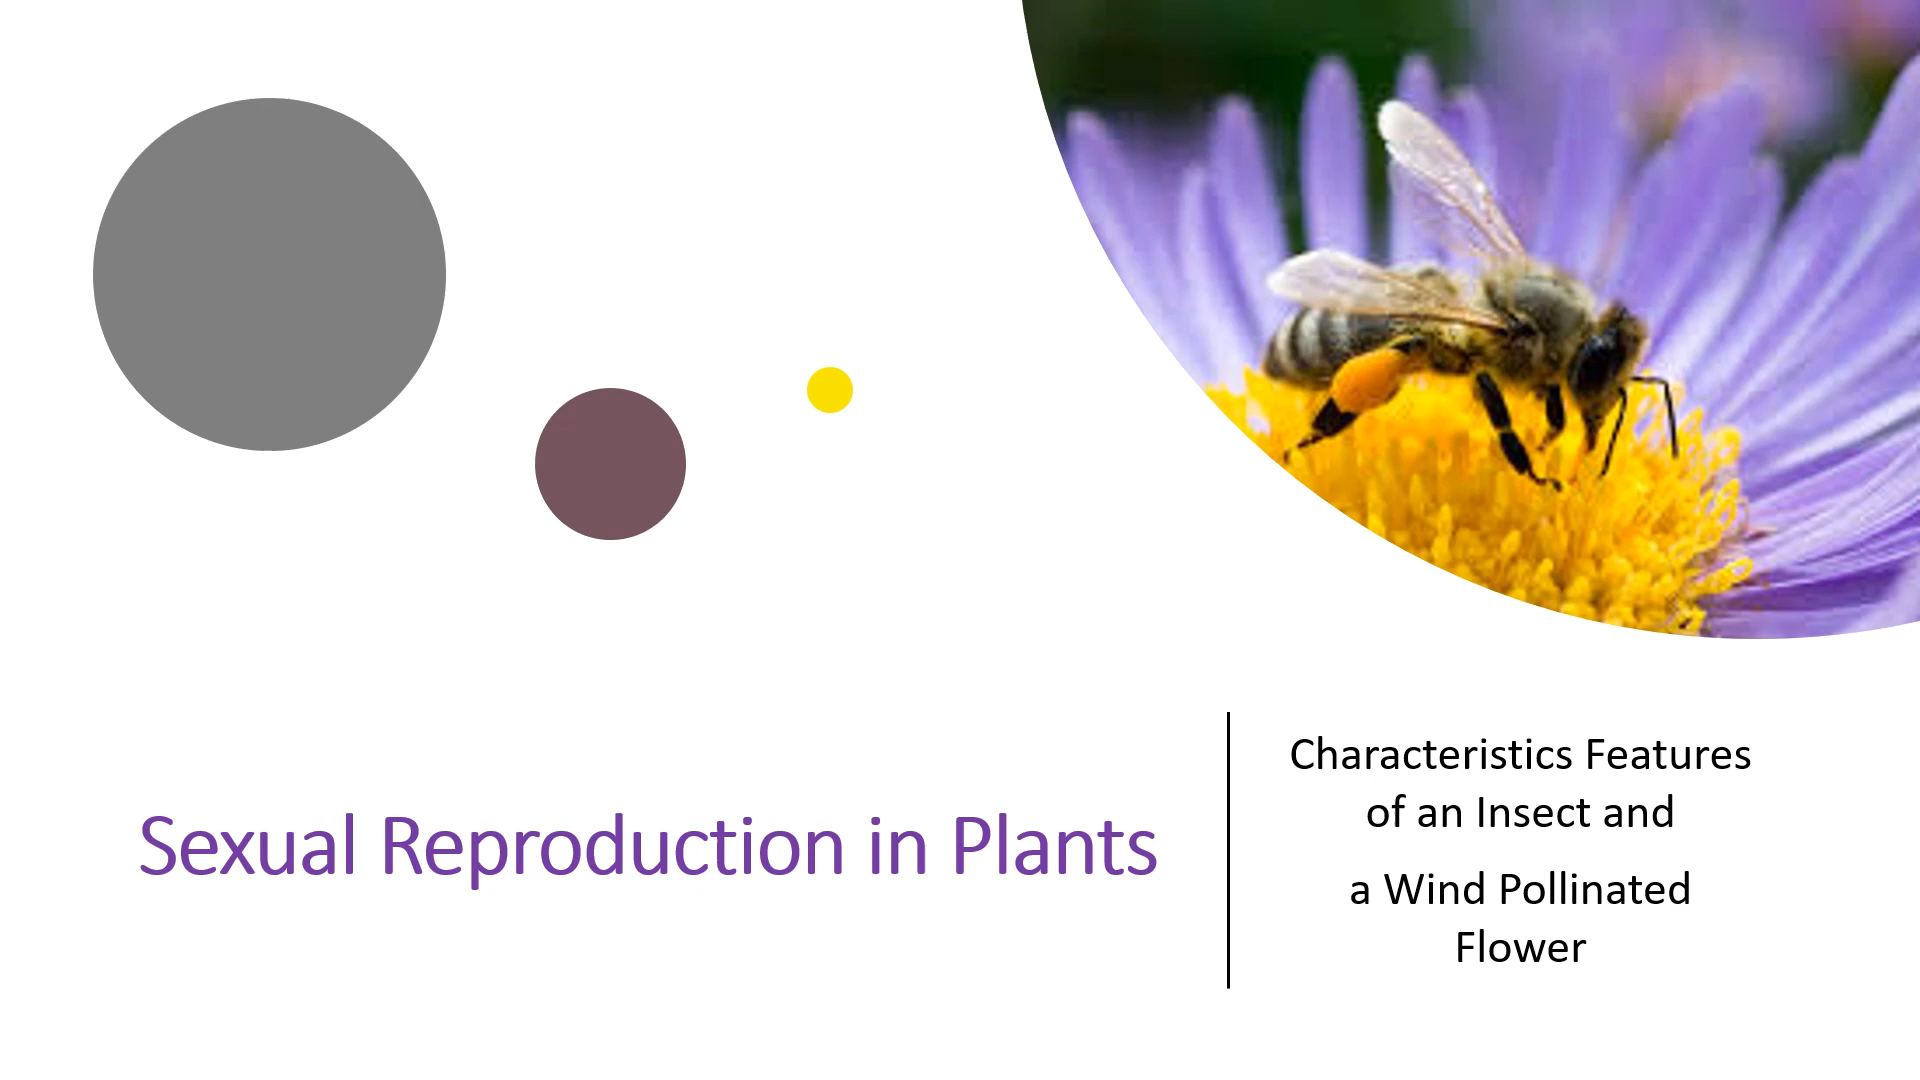 Sexual Reproduction in Plants
Characteristics Features
of an Insect and
a Wind Pollinated
Flower